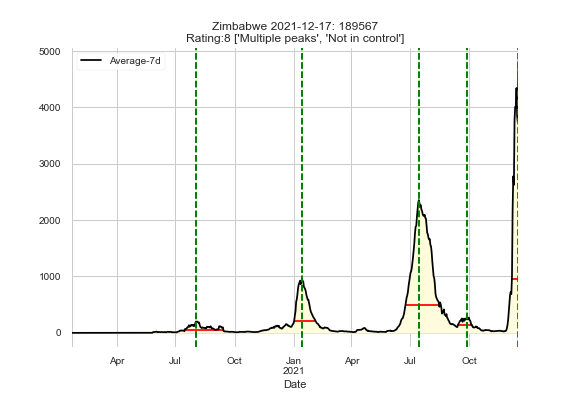 Zimbabwe 2021-12-17: 189567
Rating:8 ['Multiple peaks', 'Not in control']
Average-7d
5000
4000
3000
2000
1000
0
Apr Jul Oct Jan Apr Jul Oct
2021
Date